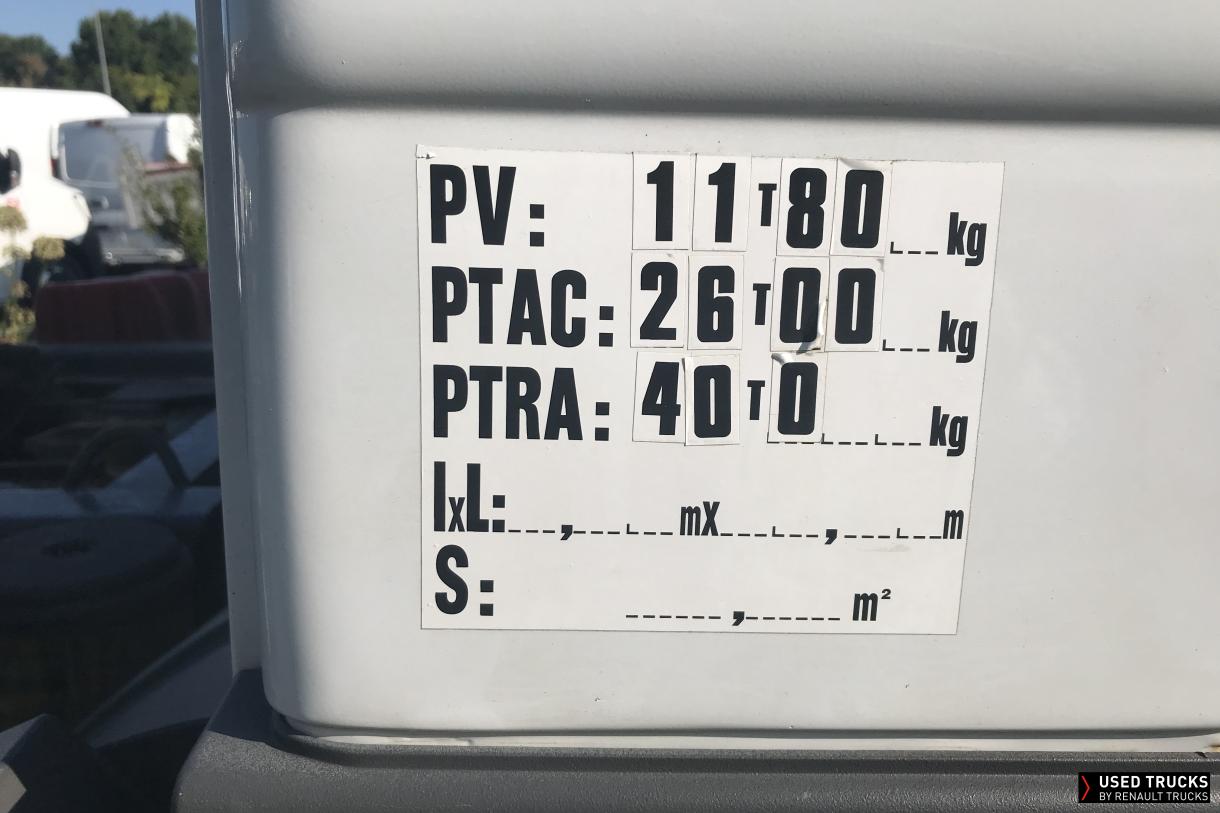 PV: 11T80 kg
PTAC: 26T00 kg
PTRA: 40T0 kg
lxL: , mX , m
S: , m²
USED TRUCKS
BY RENAULT TRUCKS